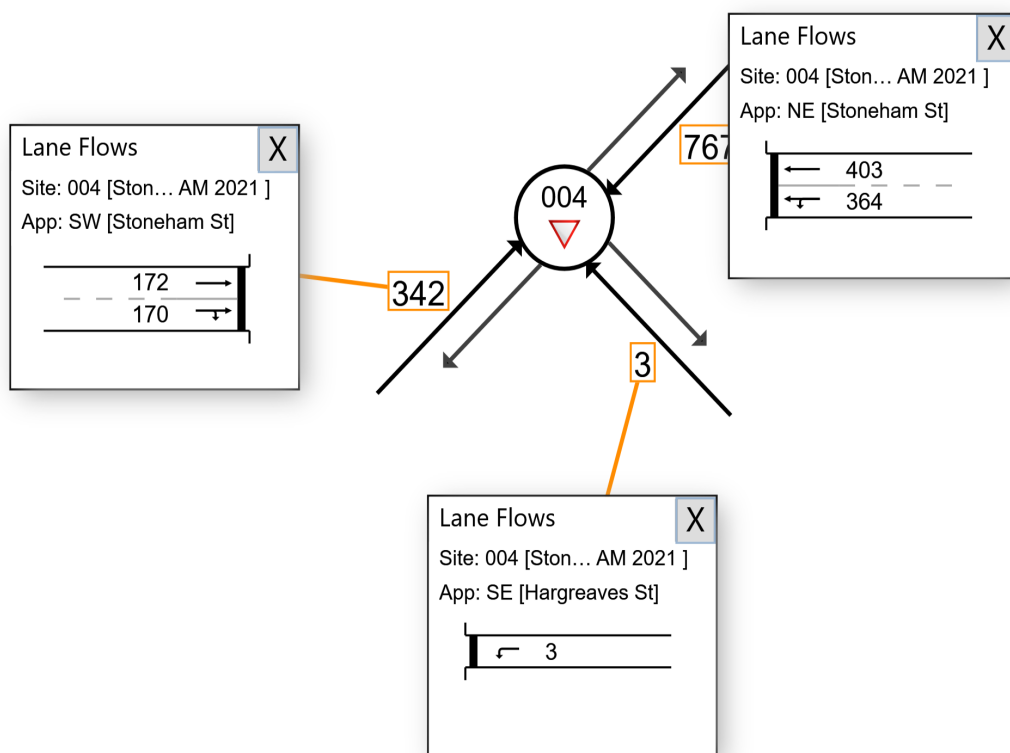 Lane Flows
X
Site: 004 [Ston... AM 2021 ]
App: NE [Stoneham St]
403
364
767
004
Lane Flows
X
Site: 004 [Ston... AM 2021 ]
App: SW [Stoneham St]
172
170
342
3
Lane Flows
X
Site: 004 [Ston... AM 2021 ]
App: SE [Hargreaves St]
3